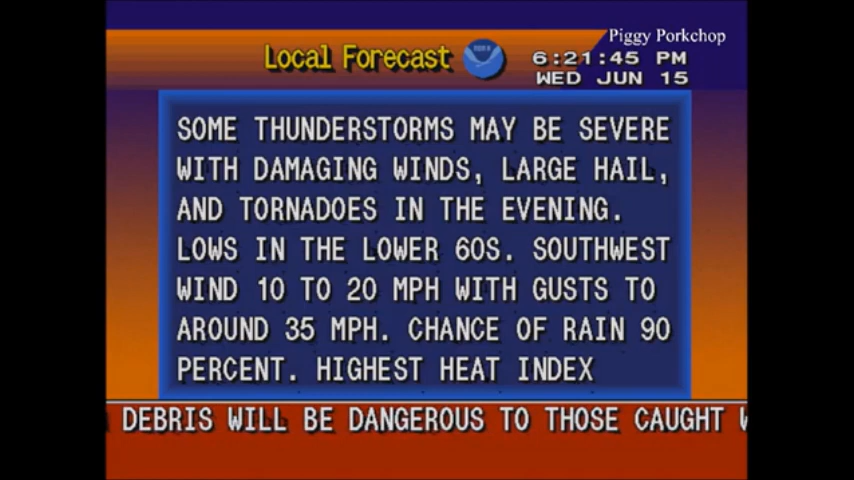 Piggy Porkchop
Local Forecast
6:21:45 PM
WED JUN 15
SOME THUNDERSTORMS MAY BE SEVERE
WITH DAMAGING WINDS, LARGE HAIL,
AND TORNADOES IN THE EVENING.
LOWS IN THE LOWER 60S. SOUTHWEST
WIND 10 TO 20 MPH WITH GUSTS TO
AROUND 35 MPH. CHANCE OF RAIN 90
PERCENT. HIGHEST HEAT INDEX
DEBRIS WILL BE DANGEROUS TO THOSE CAUGHT